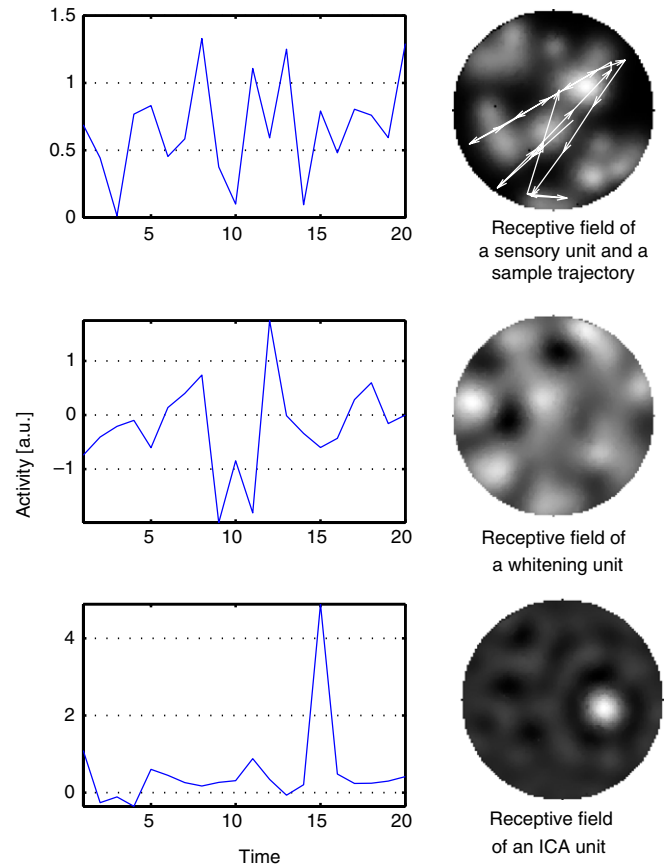 1.5
1
0.5
0
5
10
15
20
Receptive field of
a sensory unit and a
sample trajectory
Activity [a.u.]
1
0
−1
5
10
15
20
Receptive field of
a whitening unit
4
2
0
5
10
15
20
Time
Receptive field
of an ICA unit